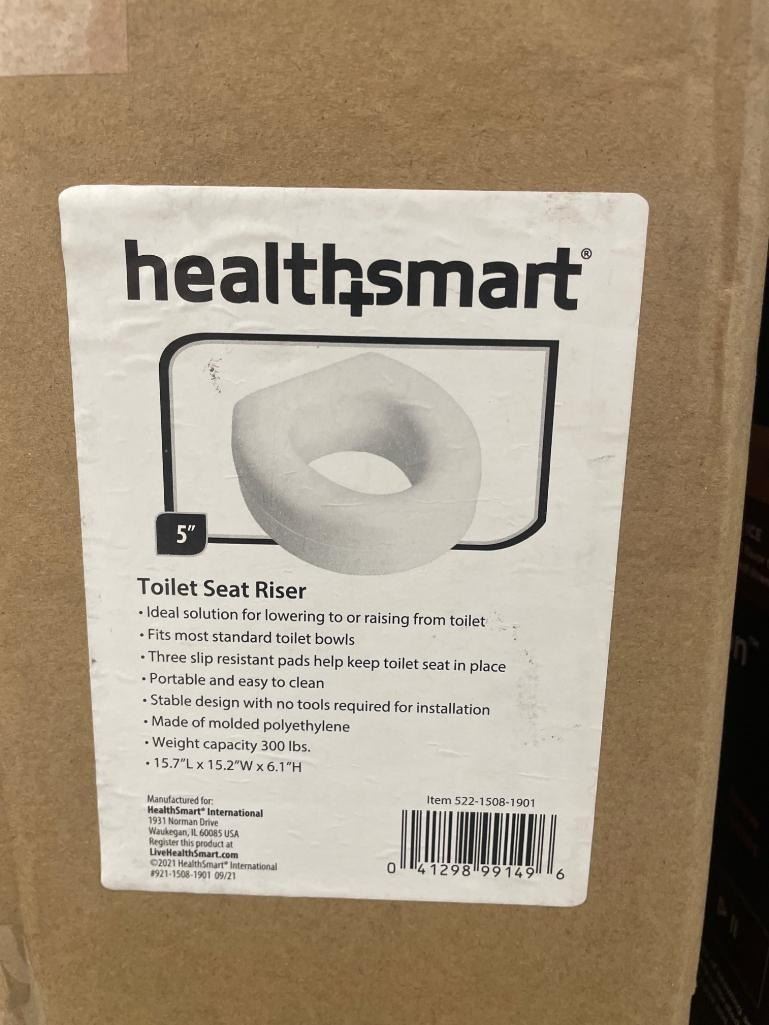 healthsmart®
5"
Toilet Seat Riser
• Ideal solution for lowering to or raising from toilet
• Fits most standard toilet bowls
• Three slip resistant pads help keep toilet seat in place
• Portable and easy to clean
• Stable design with no tools required for installation
• Made of molded polyethylene
• Weight capacity 300 lbs.
• 15.7"L x 15.2"W x 6.1"H
Manufactured for:
HealthSmart® International
1931 Norman Drive
Waukegan, IL 60085 USA
Register this product at
LiveHealthSmart.com
©2021 HealthSmart® International
#921-1508-1901 09/21
Item 522-1508-1901
0 41298 99149 6